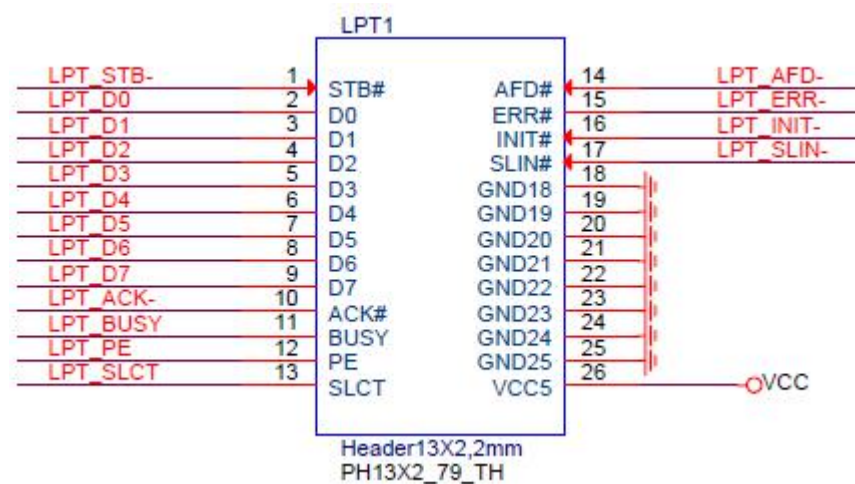 LPT1
LPT_STB- 1 STB# AFD# 14 LPT_AFD-
LPT_D0 2 D0 ERR# 15 LPT_ERR-
LPT_D1 3 D1 INIT# 16 LPT_INIT-
LPT_D2 4 D2 SLIN# 17 LPT_SLIN-
LPT_D3 5 D3 GND18 18
LPT_D4 6 D4 GND19 19
LPT_D5 7 D5 GND20 20
LPT_D6 8 D6 GND21 21
LPT_D7 9 D7 GND22 22
LPT_ACK- 10 ACK# GND23 23
LPT_BUSY 11 BUSY GND24 24
LPT_PE 12 PE GND25 25
LPT_SLCT 13 SLCT VCC5 26 VCC
Header13X2,2mm
PH13X2_79_TH